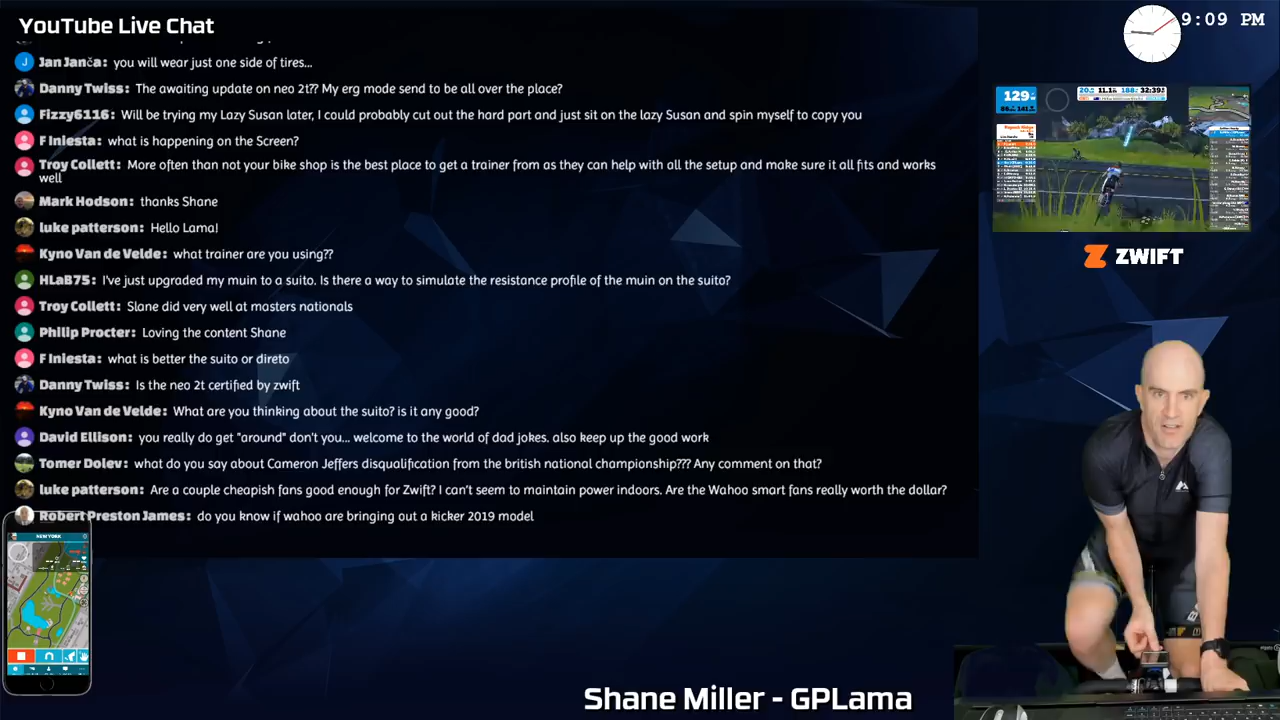 YouTube Live Chat
Jan Janča: you will wear just one side of tires...
Danny Twiss: The awaiting update on neo 2t?? My erg mode send to be all over the place?
Fizzy6116: Will be trying my Lazy Susan later, I could probably cut out the hard part and just sit on the lazy Susan and spin myself to copy you
F Iniesta: what is happening on the Screen?
Troy Collett: More often than not your bike store is the best place to get a trainer from as they can help with all the setup and make sure it all fits and works
well
Mark Hodson: thanks Shane
luke patterson: Hello Lama!
Kyno Van de Velde: what trainer are you using??
HLaB75: I've just upgraded my muin to a suito. Is there a way to simulate the resistance profile of the muin on the suito?
Troy Collett: Slane did very well at masters nationals
Philip Procter: Loving the content Shane
F Iniesta: what is better the suito or direto
Danny Twiss: Is the neo 2t certified by zwift
Kyno Van de Velde: What are you thinking about the suito? is it any good?
David Ellison: you really do get "around" don't you... welcome to the world of dad jokes. also keep up the good work
Tomer Dolev: what do you say about Cameron Jeffers disqualification from the british national championship??? Any comment on that?
luke patterson: Are a couple cheapish fans good enough for Zwift? I can't seem to maintain power indoors. Are the Wahoo smart fans really worth the dollar?
Robert Preston James: do you know if wahoo are bringing out a kicker 2019 model
9:09 PM
129
20 11.1 188 32:39
ZWIFT
NEW YORK
Shane Miller - GPLama